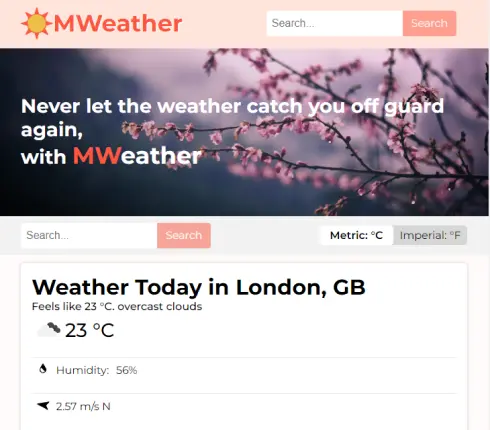 MWeather
Search... Search
Never let the weather catch you off guard
again,
with MWeather
Search... Search Metric: °C Imperial: °F
Weather Today in London, GB
Feels like 23 °C. overcast clouds
23 °C
Humidity: 56%
2.57 m/s N